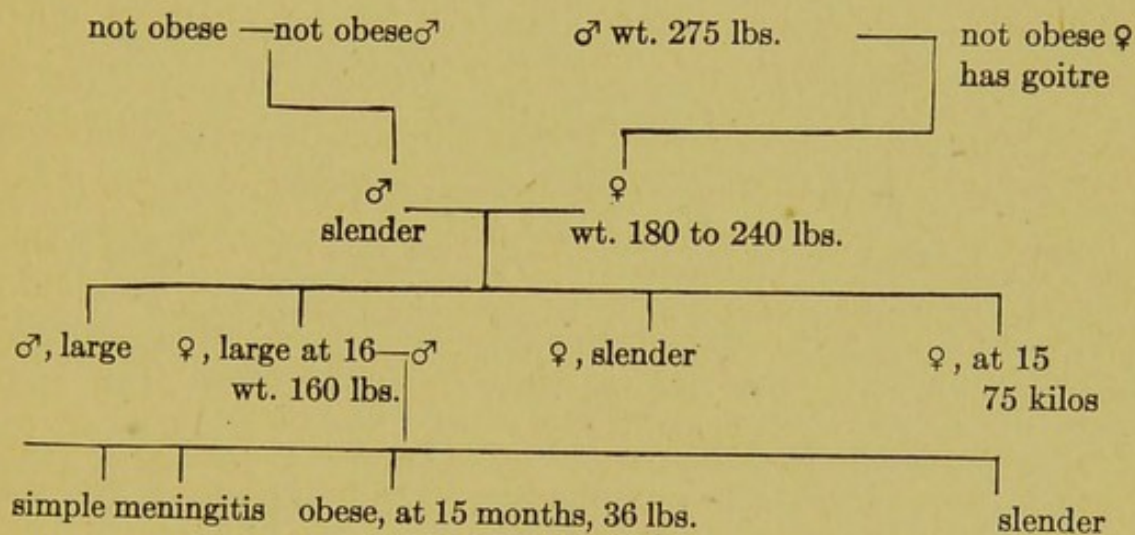 not obese —not obese♂ ♂ wt. 275 lbs. not obese ♀
has goitre
♂ ♀
slender wt. 180 to 240 lbs.
♂, large ♀, large at 16—♂ ♀, slender ♀, at 15
wt. 160 lbs. 75 kilos
simple meningitis obese, at 15 months, 36 lbs. slender